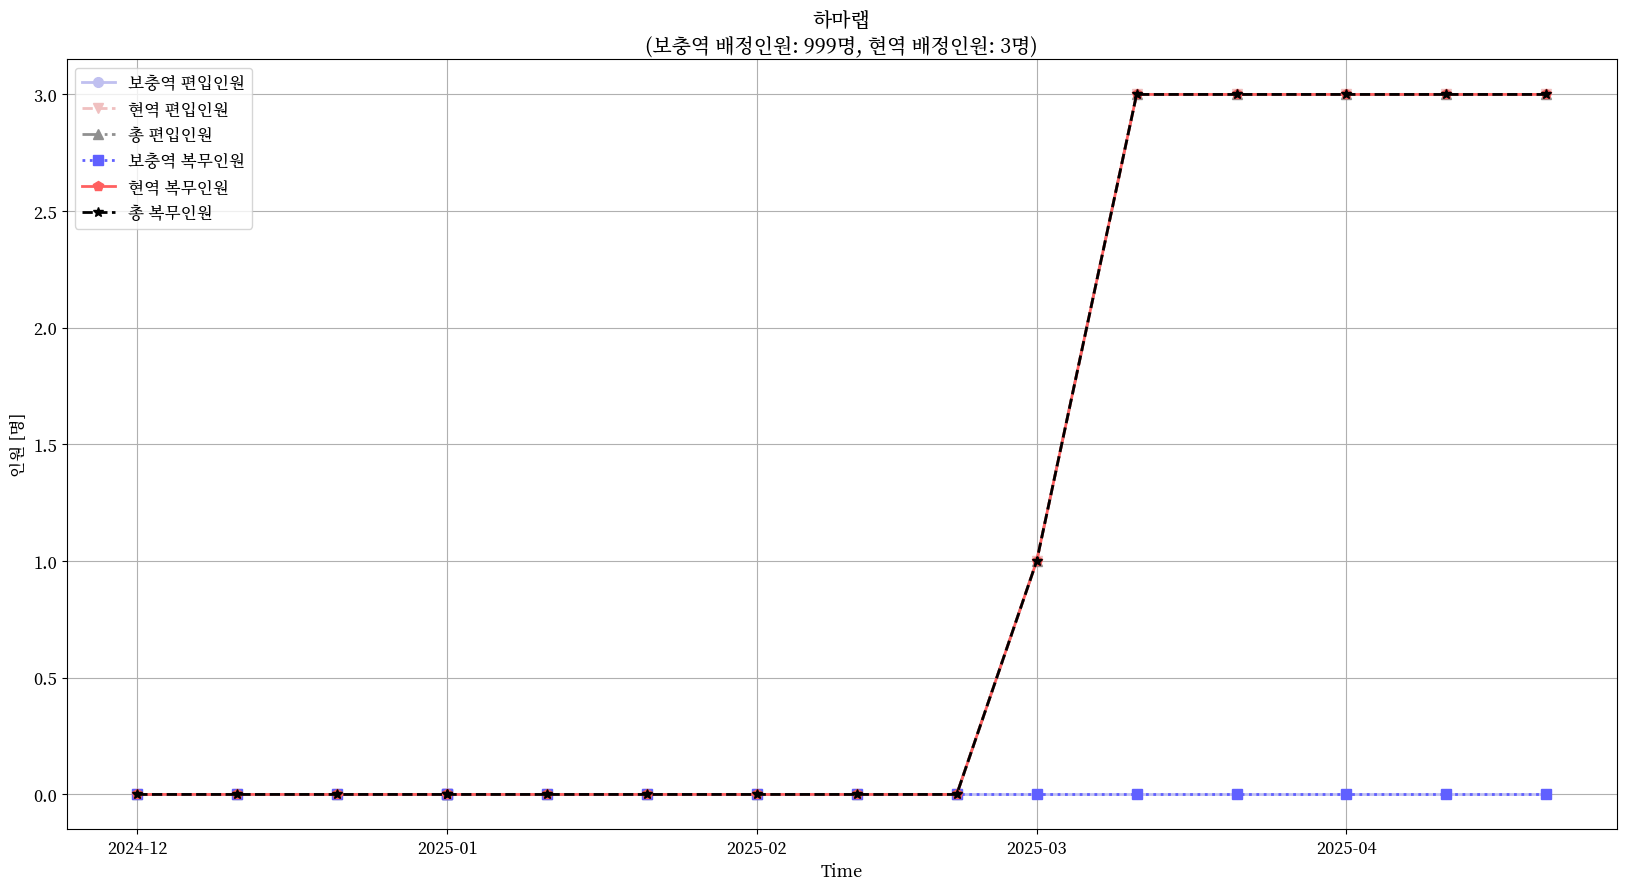 하마랩
(보충역 배정인원: 999명, 현역 배정인원: 3명)
보충역 편입인원
현역 편입인원
총 편입인원
보충역 복무인원
현역 복무인원
총 복무인원
3.0
2.5
2.0
1.5
1.0
0.5
0.0
인원 [명]
2024-12
2025-01
2025-02
2025-03
2025-04
Time